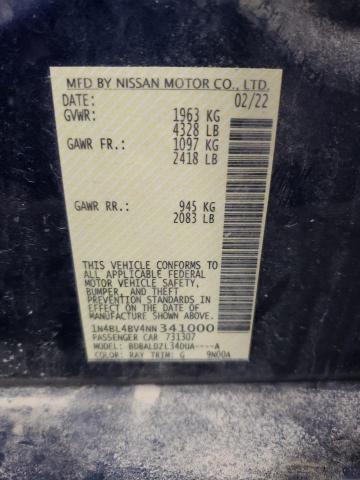 MFD BY NISSAN MOTOR CO., LTD.
DATE: 02/22
GVWR: 1963 KG
4328 LB
GAWR FR.: 1097 KG
2418 LB
GAWR RR.: 945 KG
2083 LB
THIS VEHICLE CONFORMS TO
ALL APPLICABLE FEDERAL
MOTOR VEHICLE SAFETY,
BUMPER, AND THEFT
PREVENTION STANDARDS IN
EFFECT ON THE DATE OF
MANUFACTURE SHOWN ABOVE.
1N4BL4BV4NN341000
PASSENGER CAR 731307
MODEL: BDBALDZL34DUA----A
COLOR: RAY TRIM: G 9N00A